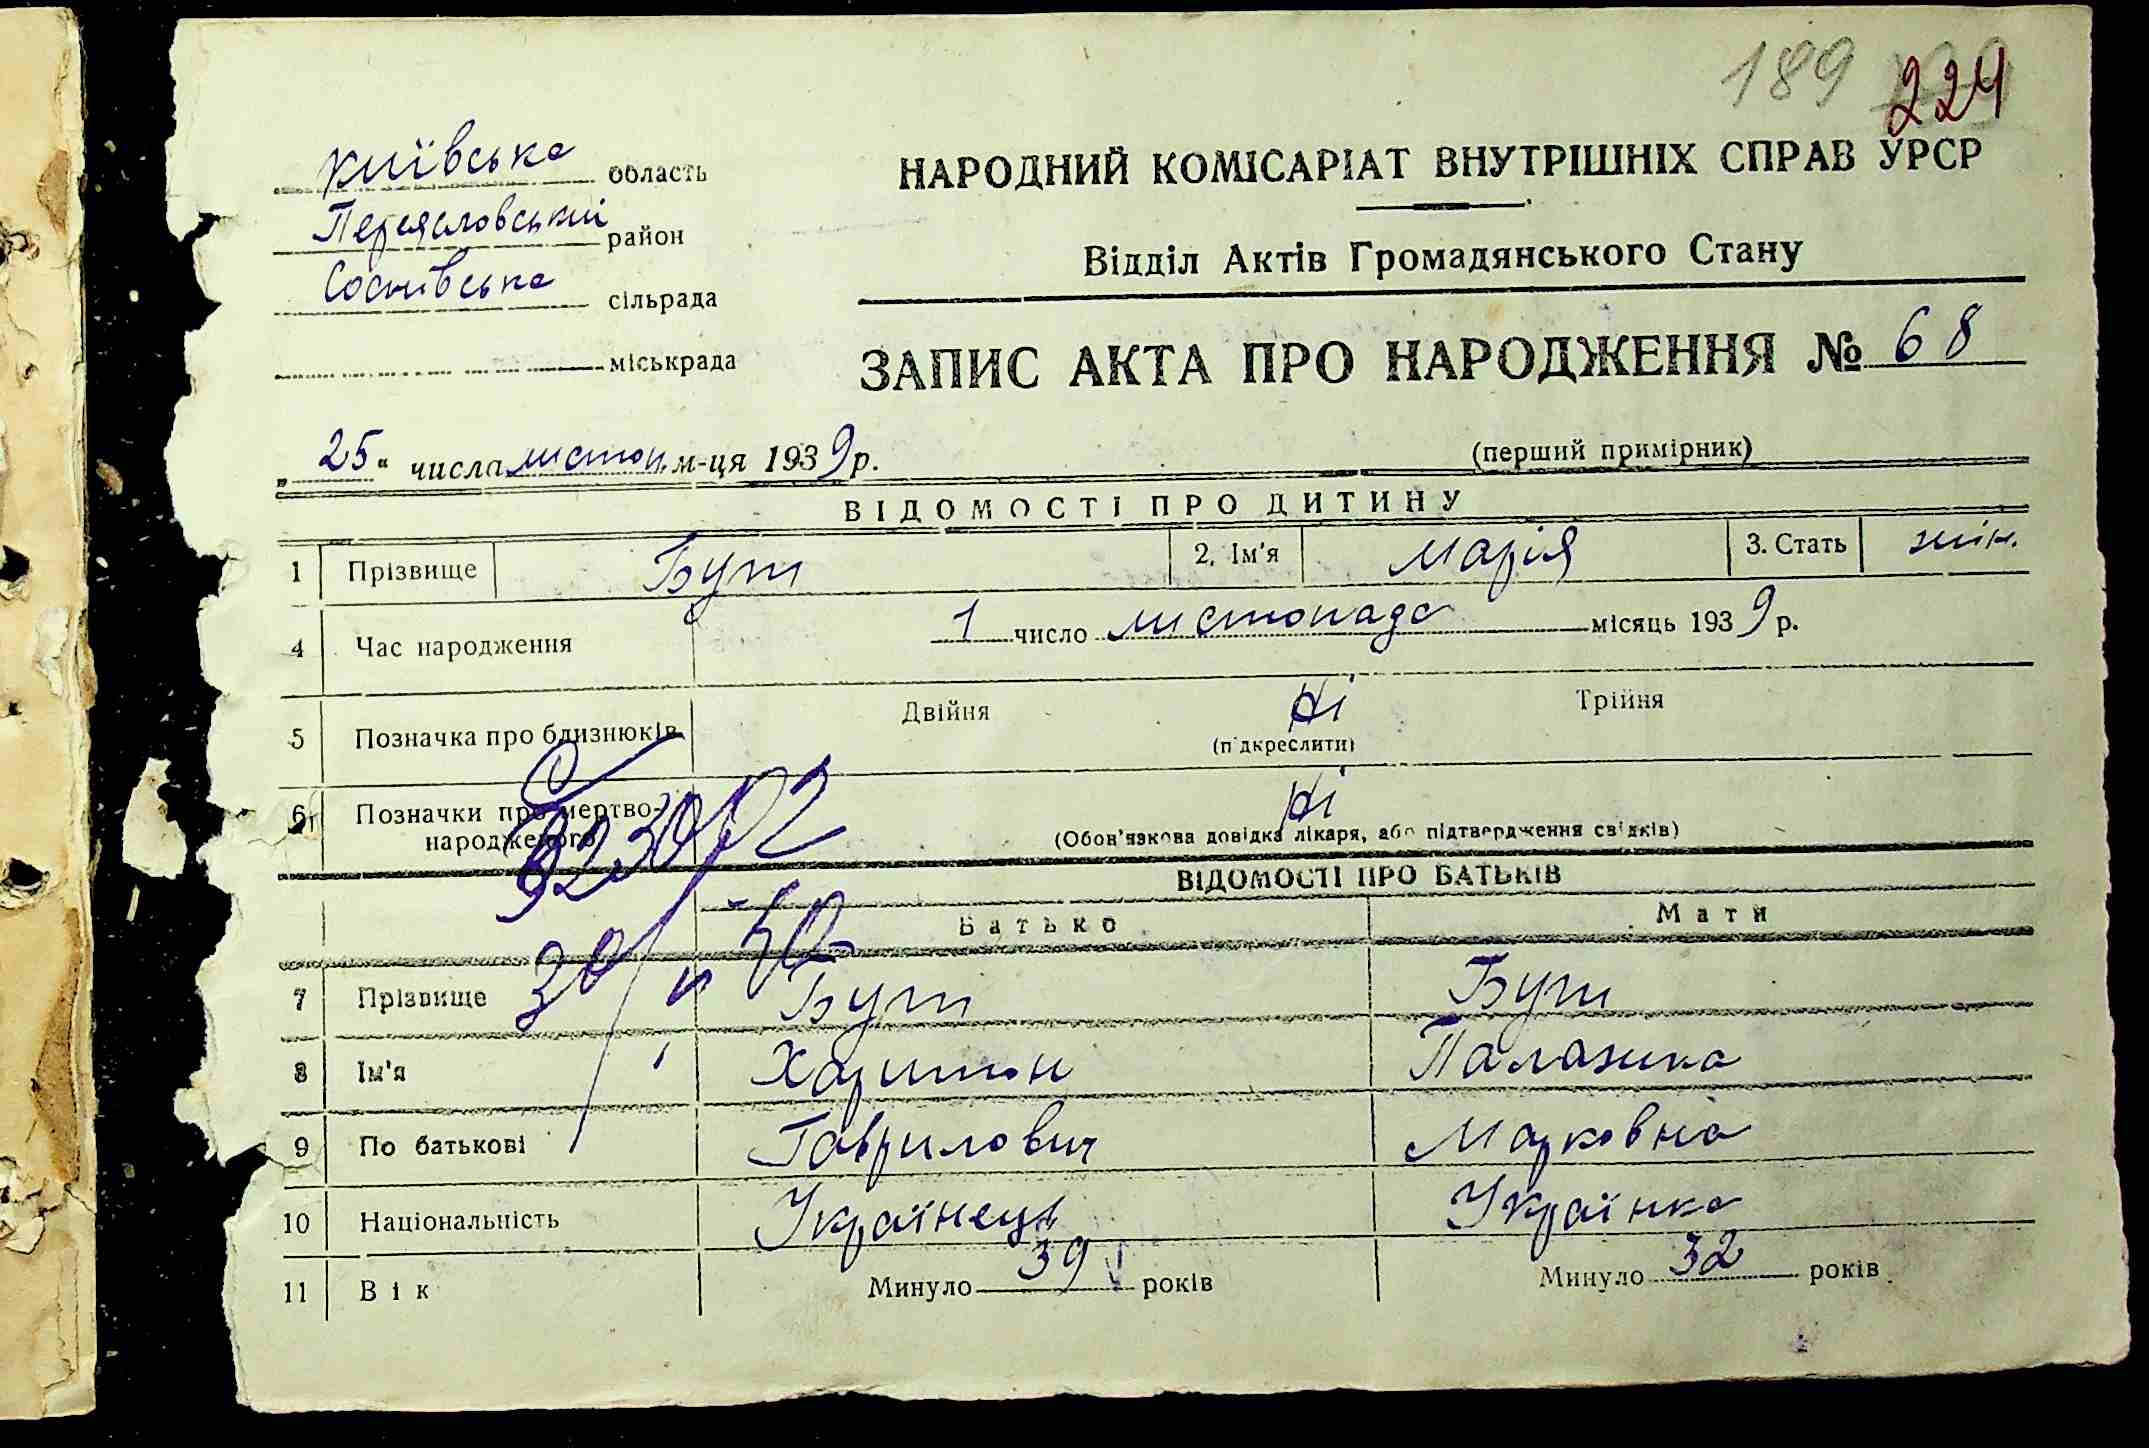 189 224
Київська область
НАРОДНИЙ КОМІСАРІАТ ВНУТРІШНІХ СПРАВ УРСР
Переясловський район
Відділ Актів Громадянського Стану
Соснівська сільрада
міськрада
ЗАПИС АКТА ПРО НАРОДЖЕННЯ № 68
„25“ числа листоп. м-ця 1939 р.
(перший примірник)
ВІДОМОСТІ ПРО ДИТИНУ
1 Прізвище Бут 2. Ім'я Марія 3. Стать жін.
4 Час народження 1 число листопада місяць 1939 р.
5 Позначка про близнюків Двійня Ні Трійня
(підкреслити)
6 Позначки про мертво-
народженого
Ні
(Обов'язкова довідка лікаря, або підтвердження свідків)
ВІДОМОСТІ ПРО БАТЬКІВ
Батько Мати
7 Прізвище Бут Бут
8 Ім'я Харитон Палажка
9 По батькові Гаврилович Марковна
10 Національність Українець Українка
11 Вік Минуло 39 років Минуло 32 років